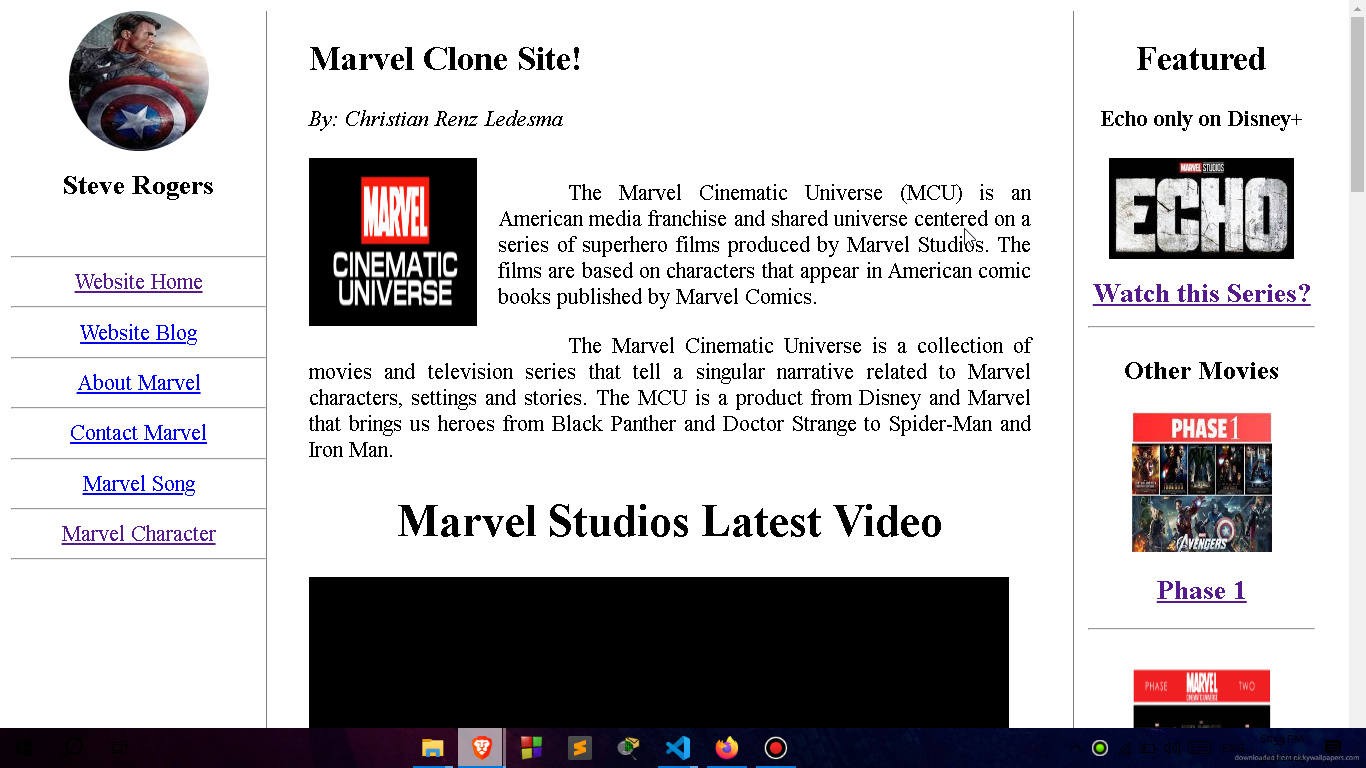 Steve Rogers
Website Home
Website Blog
About Marvel
Contact Marvel
Marvel Song
Marvel Character
Marvel Clone Site!
By: Christian Renz Ledesma
MARVEL
CINEMATIC
UNIVERSE
The Marvel Cinematic Universe (MCU) is an
American media franchise and shared universe centered on a
series of superhero films produced by Marvel Studios. The
films are based on characters that appear in American comic
books published by Marvel Comics.
The Marvel Cinematic Universe is a collection of
movies and television series that tell a singular narrative related to Marvel
characters, settings and stories. The MCU is a product from Disney and Marvel
that brings us heroes from Black Panther and Doctor Strange to Spider-Man and
Iron Man.
Marvel Studios Latest Video
Featured
Echo only on Disney+
MARVEL STUDIOS
ECHO
Watch this Series?
Other Movies
PHASE 1
AVENGERS
Phase 1
PHASE MARVEL TWO
CINEMATIC UNIVERSE